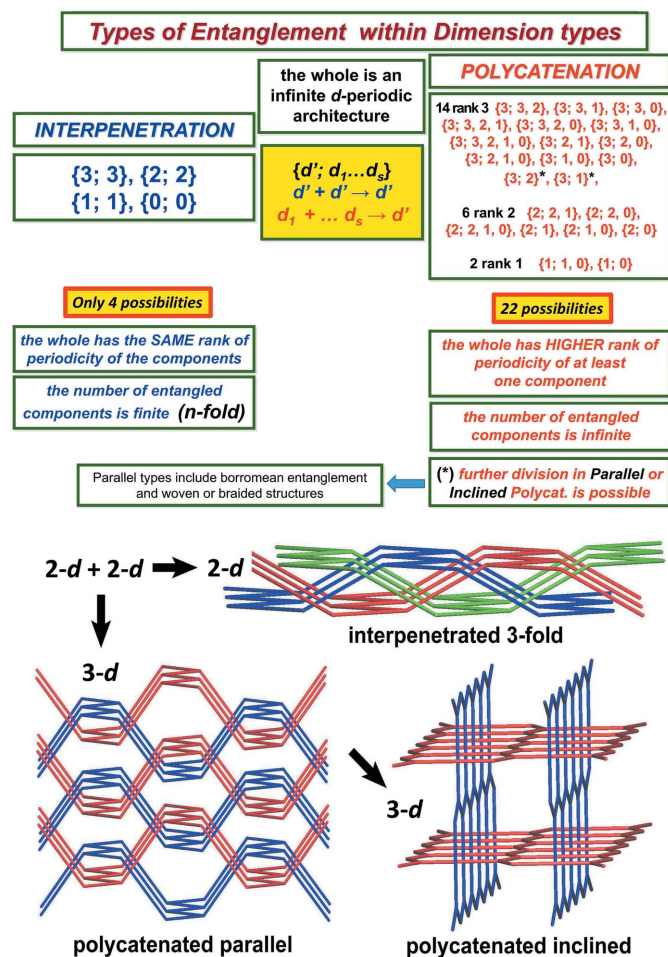 Types of Entanglement within Dimension types
INTERPENETRATION
{3; 3}, {2; 2}
{1; 1}, {0; 0}
the whole is an
infinite d-periodic
architecture
{d’; d1...ds}
d’ + d’ → d’
d1 + ... ds → d’
POLYCATENATION
14 rank 3 {3; 3, 2}, {3; 3, 1}, {3; 3, 0},
{3; 3, 2, 1}, {3; 3, 2, 0}, {3; 3, 1, 0},
{3; 3, 2, 1, 0}, {3; 2, 1}, {3; 2, 0},
{3; 2, 1, 0}, {3; 1, 0}, {3; 0},
{3; 2}*, {3; 1}*,
6 rank 2 {2; 2, 1}, {2; 2, 0},
{2; 2, 1, 0}, {2; 1}, {2; 1, 0}, {2; 0}
2 rank 1 {1; 1, 0}, {1; 0}
Only 4 possibilities
the whole has the SAME rank of
periodicity of the components
the number of entangled
components is finite (n-fold)
22 possibilities
the whole has HIGHER rank of
periodicity of at least
one component
the number of entangled
components is infinite
(*) further division in Parallel or
Inclined Polycat. is possible
Parallel types include borromean entanglement
and woven or braided structures
2-d + 2-d
2-d
interpenetrated 3-fold
3-d
3-d
polycatenated parallel
polycatenated inclined